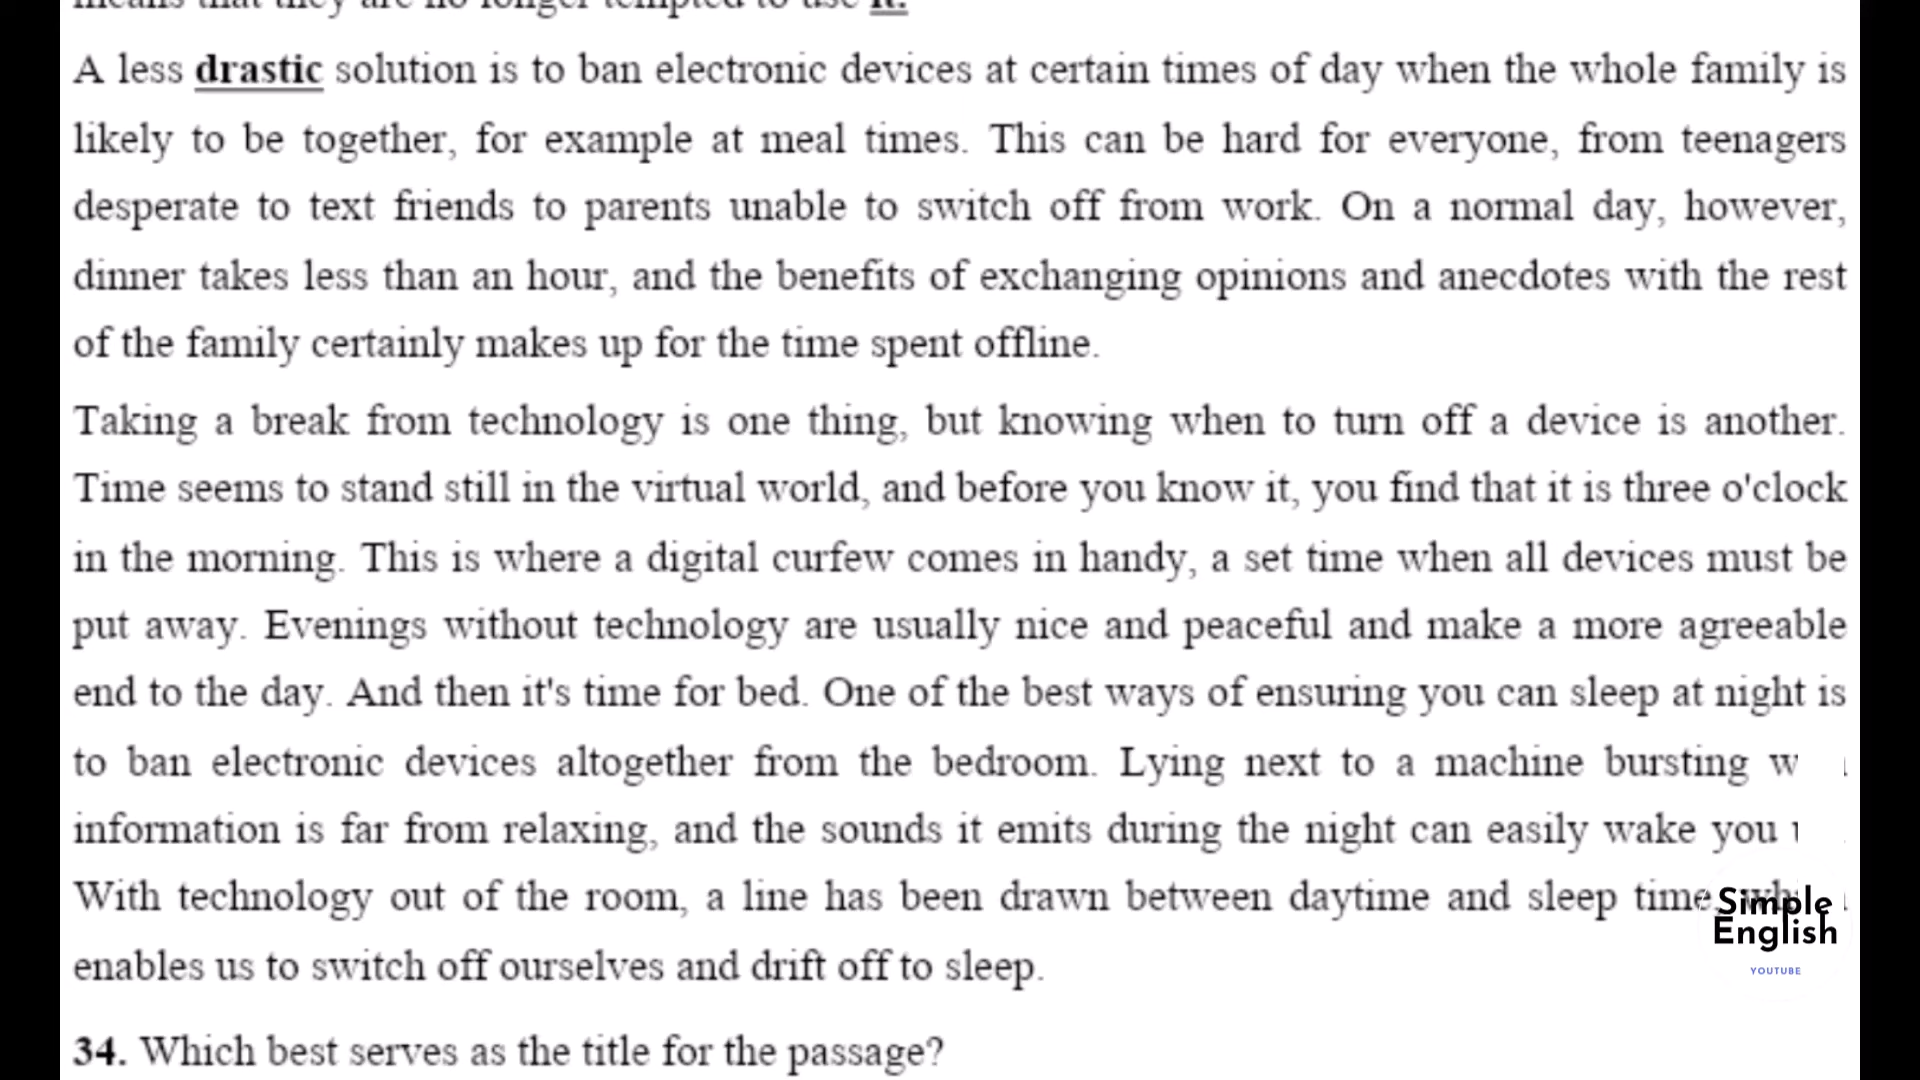 means that they are no longer tempted to use it.
A less drastic solution is to ban electronic devices at certain times of day when the whole family is
likely to be together, for example at meal times. This can be hard for everyone, from teenagers
desperate to text friends to parents unable to switch off from work. On a normal day, however,
dinner takes less than an hour, and the benefits of exchanging opinions and anecdotes with the rest
of the family certainly makes up for the time spent offline.
Taking a break from technology is one thing, but knowing when to turn off a device is another.
Time seems to stand still in the virtual world, and before you know it, you find that it is three o'clock
in the morning. This is where a digital curfew comes in handy, a set time when all devices must be
put away. Evenings without technology are usually nice and peaceful and make a more agreeable
end to the day. And then it's time for bed. One of the best ways of ensuring you can sleep at night is
to ban electronic devices altogether from the bedroom. Lying next to a machine bursting
information is far from relaxing, and the sounds it emits during the night can easily wake you
With technology out of the room, a line has been drawn between daytime and sleep time,
enables us to switch off ourselves and drift off to sleep.
Simple
English
YOUTUBE
34. Which best serves as the title for the passage?